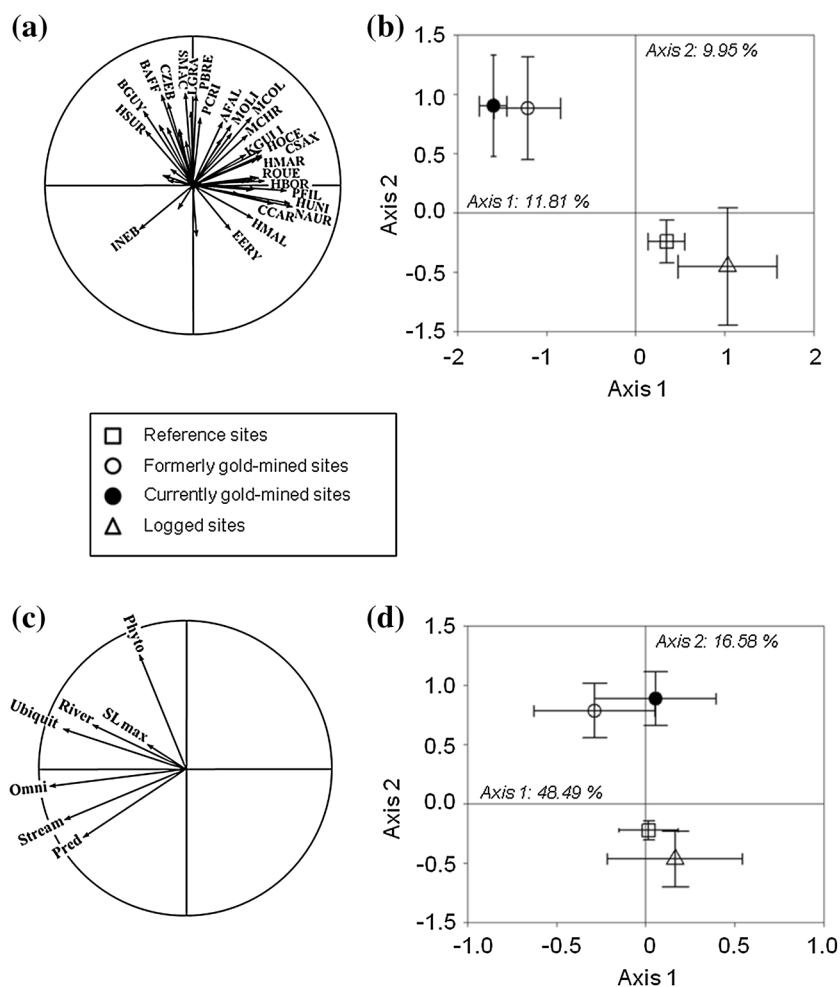 (a)
BGUY
HSUR
BAFF
CZEB
SMAC
LGRA
PBRE
PCRI
AFAL
MOLI
MCOL
MCHR
KGUL1
HOCE
CSAX
HMAR
ROUE
HBOR
PFIL
HUNI
NAUR
CCAR
HMAL
EERY
INEB
(b)
1.5
1.0
0.5
0.0
-0.5
-1.0
-1.5
Axis 2
Axis 2: 9.95 %
Axis 1: 11.81 %
-2
-1
0
1
2
Axis 1
Reference sites
Formerly gold-mined sites
Currently gold-mined sites
Logged sites
(c)
Phyto
SLmax
River
Ubiquit
Omni
Stream
Pred
(d)
1.5
1.0
0.5
0.0
-0.5
-1.0
-1.5
Axis 2
Axis 2: 16.58 %
Axis 1: 48.49 %
-1.0
-0.5
0
0.5
1.0
Axis 1